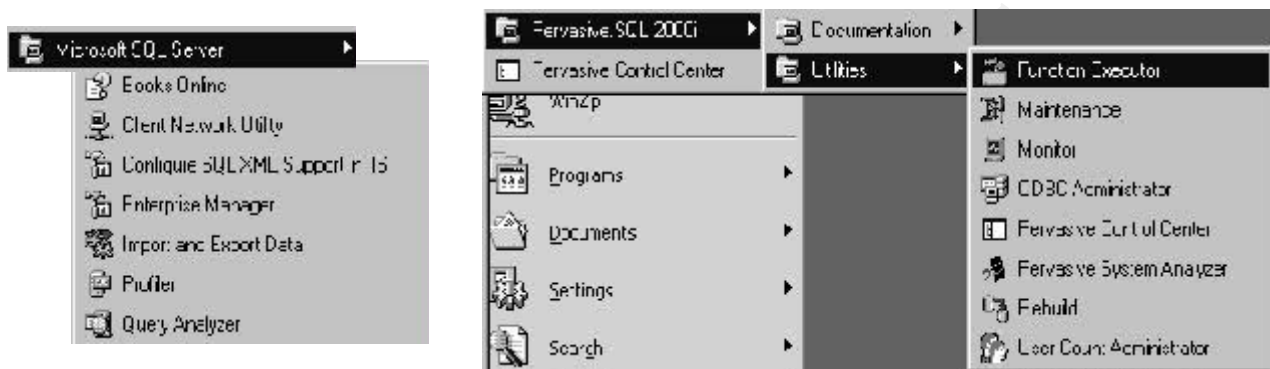 Microsoft SQL Server
Books Online
Client Network Utility
Configure SQL XML Support in IIS
Enterprise Manager
Import and Export Data
Profiler
Query Analyzer
Pervasive.SQL 2000i
Pervasive Control Center
WinZip
Programs
Documents
Settings
Search
Documentation
Utilities
Function Executor
Maintenance
Monitor
ODBC Administrator
Pervasive Control Center
Pervasive System Analyzer
Rebuild
User Count Administrator